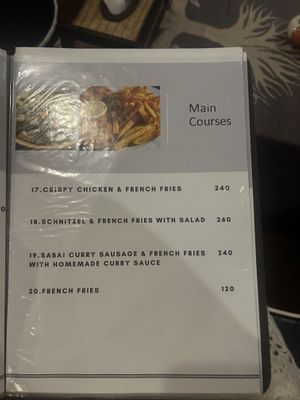 Main
Courses
17.CRISPY CHICKEN & FRENCH FRIES 240
18.SCHNITZEL & FRENCH FRIES WITH SALAD 260
19.SABAI CURRY SAUSAGE & FRENCH FRIES 240
WITH HOMEMADE CURRY SAUCE
20.FRENCH FRIES 120